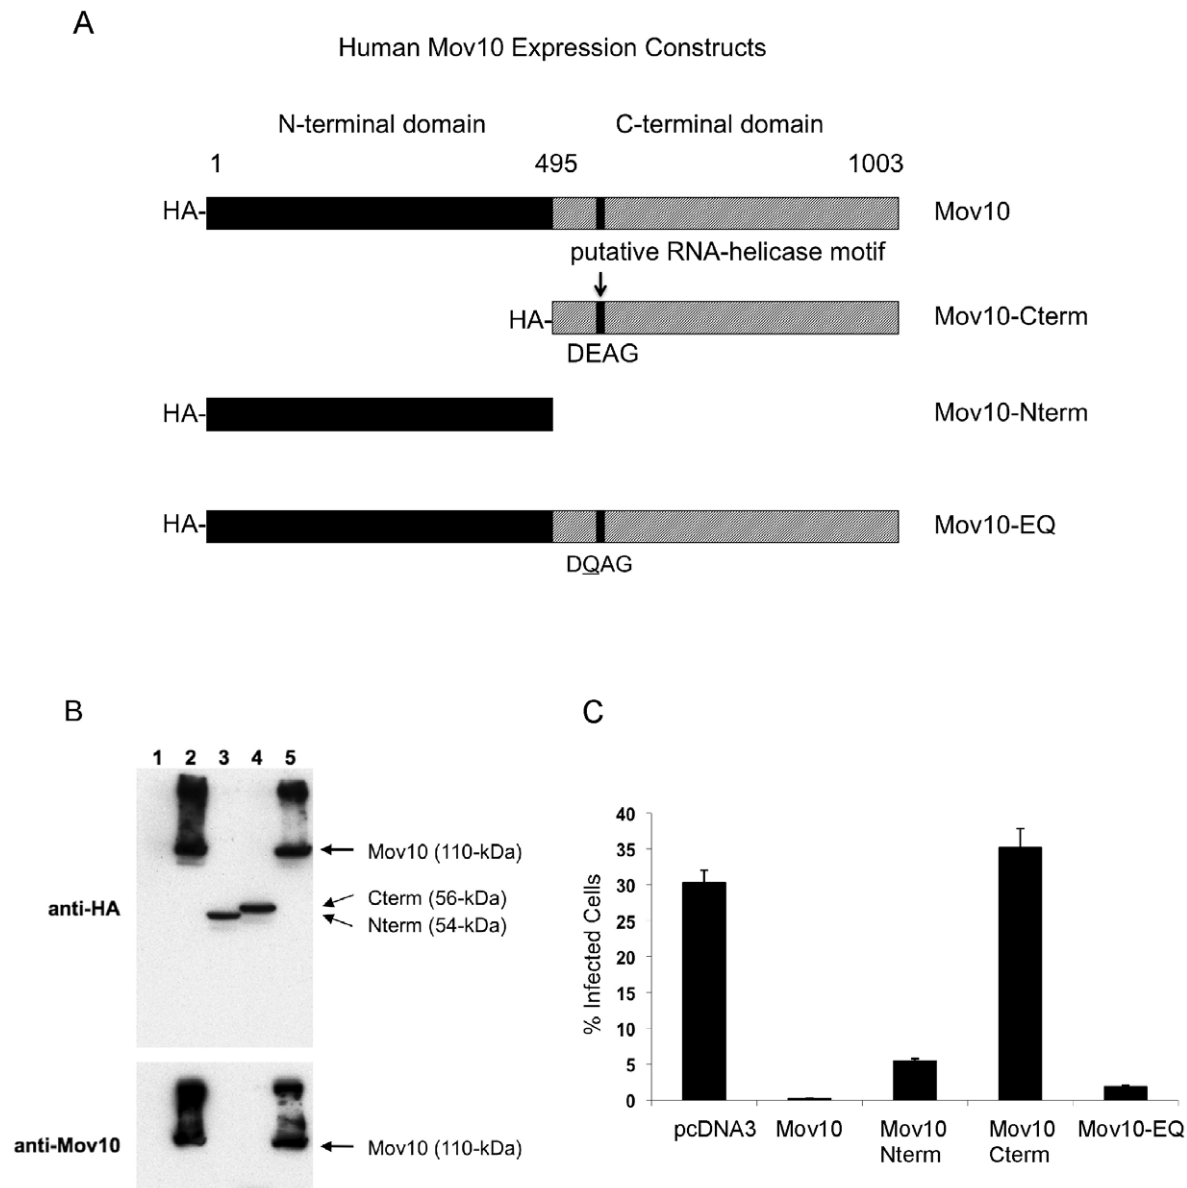 A
Human Mov10 Expression Constructs
N-terminal domain C-terminal domain
1 495 1003
HA- Mov10
putative RNA-helicase motif
HA- Mov10-Cterm
DEAG
HA- Mov10-Nterm
HA- Mov10-EQ
DQAG
B
1 2 3 4 5
anti-HA
Mov10 (110-kDa)
Cterm (56-kDa)
Nterm (54-kDa)
anti-Mov10
Mov10 (110-kDa)
C
% Infected Cells
40
35
30
25
20
15
10
5
0
pcDNA3 Mov10 Mov10 Mov10 Mov10-EQ
Nterm Cterm